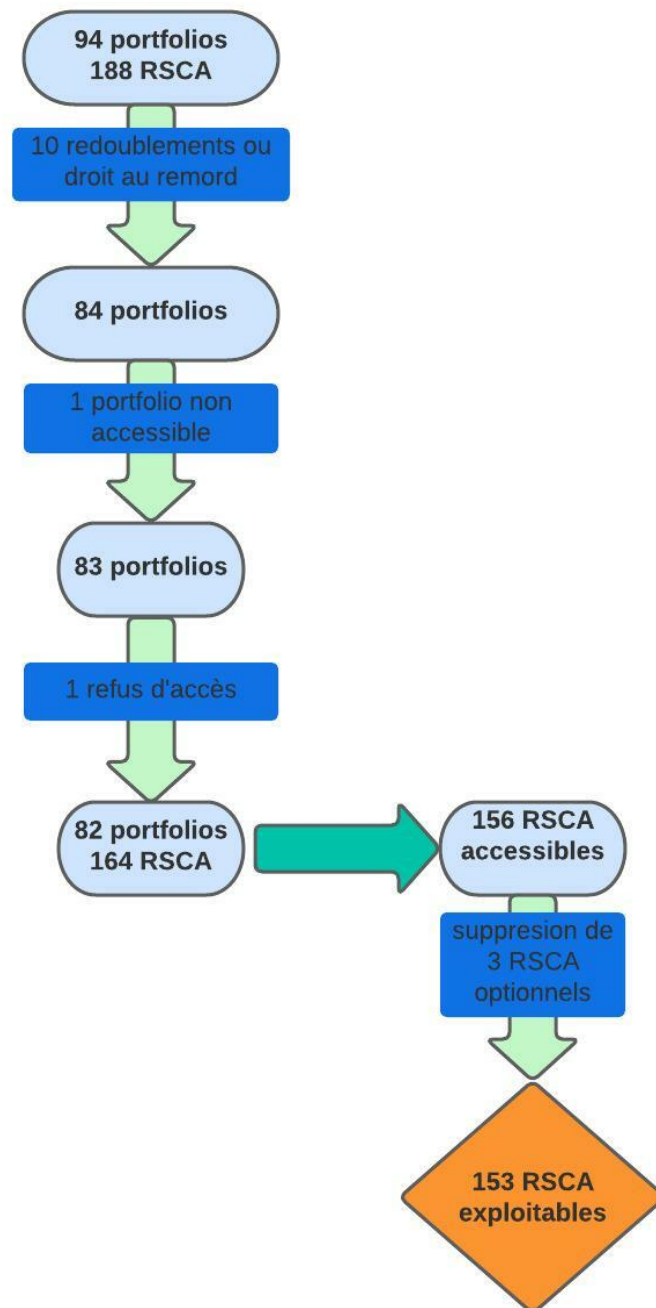 94 portfolios
188 RSCA
10 redoublements ou
droit au remord
84 portfolios
1 portfolio non
accessible
83 portfolios
1 refus d'accès
82 portfolios
164 RSCA
156 RSCA
accessibles
suppresion de
3 RSCA
optionnels
153 RSCA
exploitables